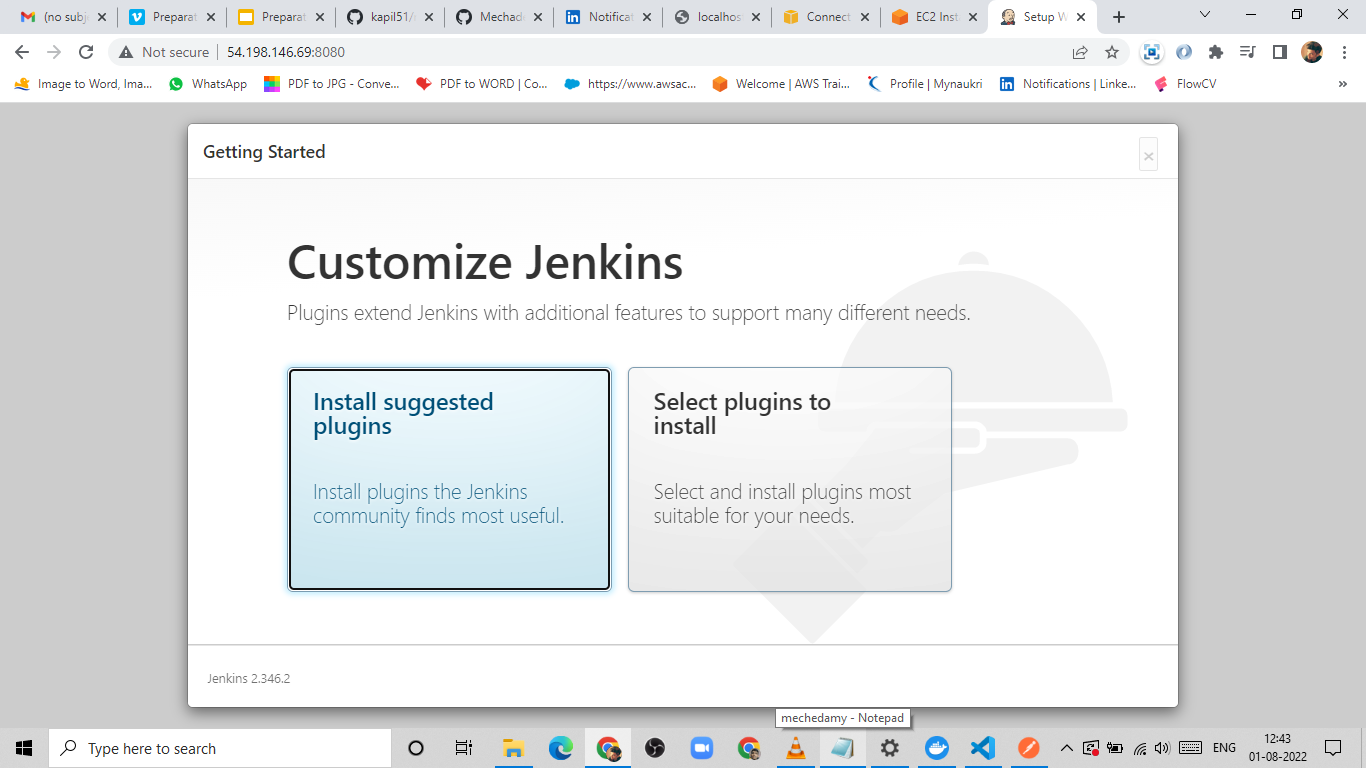 (no subj
Preparat
Preparat
kapil51/
Mechad
Notificat
localhos
Connect
EC2 Inst
Setup W
Not secure
54.198.146.69:8080
Image to Word, Ima...
WhatsApp
PDF to JPG - Conve...
PDF to WORD | Co...
https://www.awsac...
Welcome | AWS Trai...
Profile | Mynaukri
Notifications | Linke...
FlowCV
Getting Started
Customize Jenkins
Plugins extend Jenkins with additional features to support many different needs.
Install suggested
plugins
Install plugins the Jenkins
community finds most useful.
Select plugins to
install
Select and install plugins most
suitable for your needs.
Jenkins 2.346.2
mechedamy - Notepad
Type here to search
ENG
12:43
01-08-2022